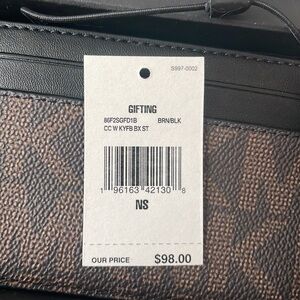 S997-0002
GIFTING
86F2SGFD1B BRN/BLK
CC W KYFB BX ST
1 96163 42130 8
NS
OUR PRICE $98.00